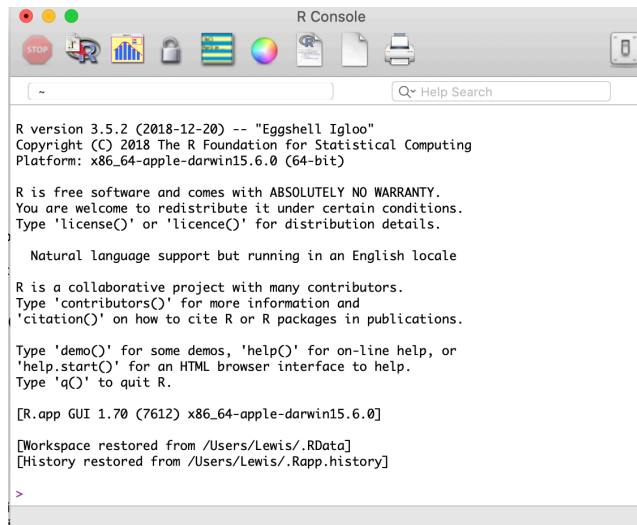 R Console
STOP
~
Help Search
R version 3.5.2 (2018-12-20) -- "Eggshell Igloo"
Copyright (C) 2018 The R Foundation for Statistical Computing
Platform: x86_64-apple-darwin15.6.0 (64-bit)
R is free software and comes with ABSOLUTELY NO WARRANTY.
You are welcome to redistribute it under certain conditions.
Type 'license()' or 'licence()' for distribution details.
Natural language support but running in an English locale
R is a collaborative project with many contributors.
Type 'contributors()' for more information and
'citation()' on how to cite R or R packages in publications.
Type 'demo()' for some demos, 'help()' for on-line help, or
'help.start()' for an HTML browser interface to help.
Type 'q()' to quit R.
[R.app GUI 1.70 (7612) x86_64-apple-darwin15.6.0]
[Workspace restored from /Users/Lewis/.RData]
[History restored from /Users/Lewis/.Rapp.history]
>